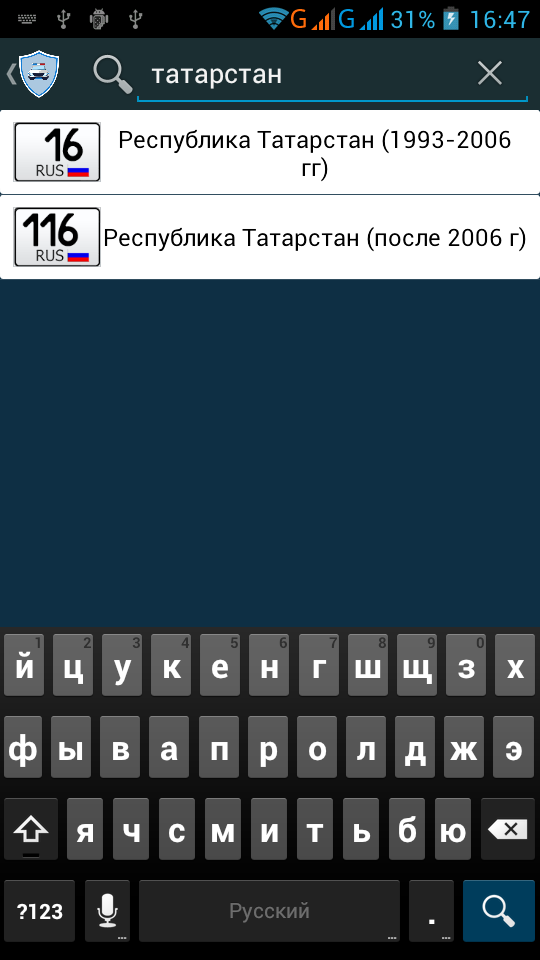 G G 31% 16:47
татарстан
16
RUS
Республика Татарстан (1993-2006
гг)
116
RUS
Республика Татарстан (после 2006 г)
1 2 3 4 5 6 7 8 9 0
й ц у к е н г ш щ з х
ф ы в а п р о л д ж э
я ч с м и т ь б ю
?123 ... Русский ... . ...